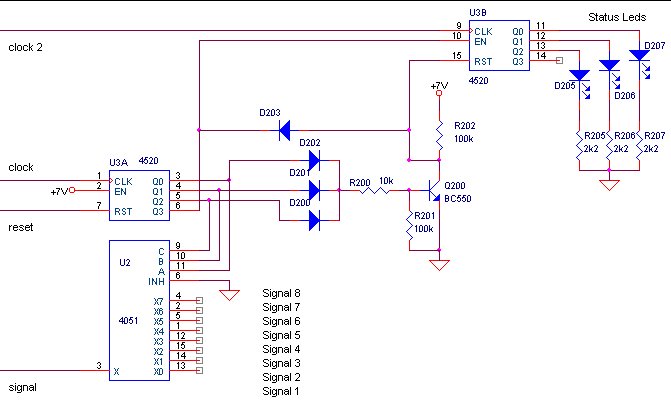 U3B
Status Leds
9 CLK Q0 11
10 EN Q1 12
Q2 13
15 RST Q3 14
4520
clock 2
D205
D206
D207
+7V
R202
100k
D203
R205
2k2
R206
2k2
R207
2k2
U3A 4520
clock
1 CLK Q0 3
+7V 2 EN Q1 4
Q2 5
7 RST Q3 6
reset
D202
D201
D200
R200 10k
Q200
BC550
R201
100k
U2
4051
C 9
B 10
A 11
INH 6
X7 4
X6 2
X5 5
X4 1
X3 12
X2 15
X1 14
X0 13
3 X
signal
Signal 8
Signal 7
Signal 6
Signal 5
Signal 4
Signal 3
Signal 2
Signal 1